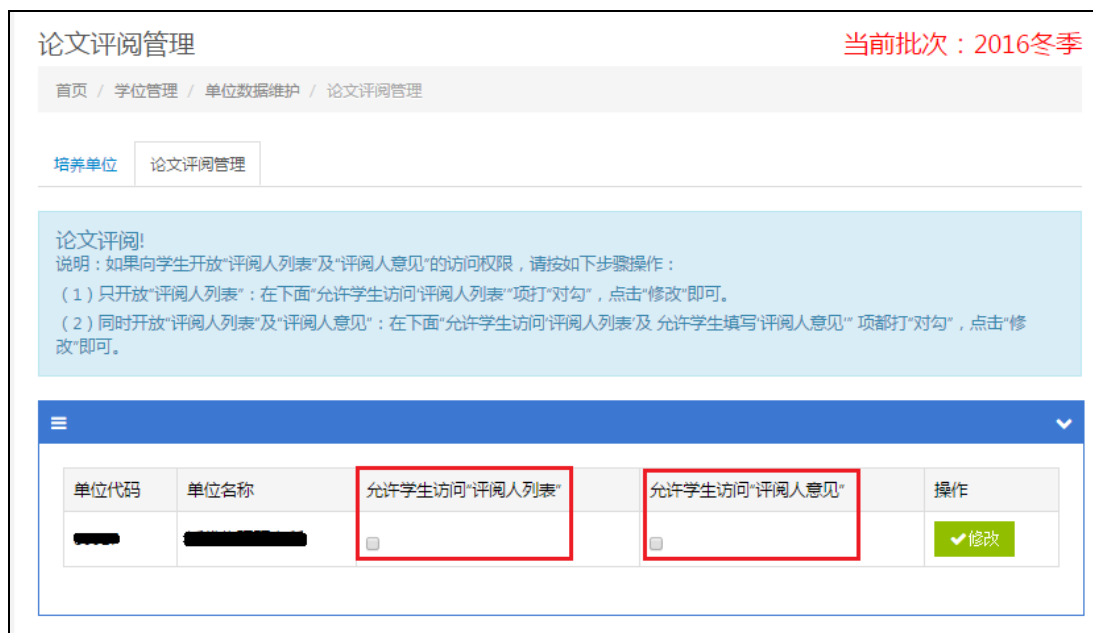 论文评阅管理
当前批次：2016冬季
首页 / 学位管理 / 单位数据维护 / 论文评阅管理
培养单位 论文评阅管理
论文评阅!
说明：如果向学生开放“评阅人列表”及“评阅人意见”的访问权限，请按如下步骤操作：
（1）只开放“评阅人列表”：在下面“允许学生访问‘评阅人列表’”项打“对勾”，点击“修改”即可。
（2）同时开放“评阅人列表”及“评阅人意见”：在下面“允许学生访问‘评阅人列表’及 允许学生填写‘评阅人意见’” 项都打“对勾”，点击“修
改”即可。
单位代码 单位名称 允许学生访问“评阅人列表” 允许学生访问“评阅人意见” 操作
修改